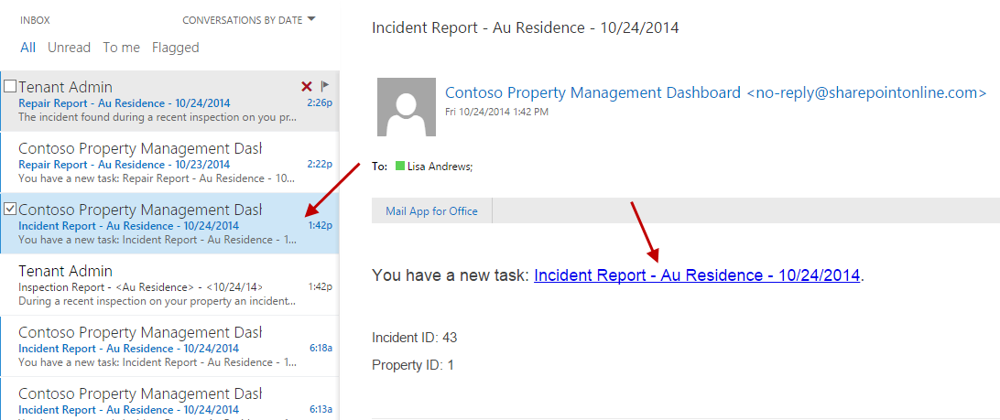 INBOX
CONVERSATIONS BY DATE
All Unread To me Flagged
Tenant Admin
Repair Report - Au Residence - 10/24/2014 2:26p
The incident found during a recent inspection on you pr...
Contoso Property Management Dash
Repair Report - Au Residence - 10/23/2014 2:22p
You have a new task: Repair Report - Au Residence - 10...
Contoso Property Management Dash
Incident Report - Au Residence - 10/24/2014 1:42p
You have a new task: Incident Report - Au Residence - 1...
Tenant Admin
Inspection Report - <Au Residence> - <10/24/14> 1:42p
During a recent inspection on your property an incident...
Contoso Property Management Dash
Incident Report - Au Residence - 10/24/2014 6:18a
You have a new task: Incident Report - Au Residence - 1...
Contoso Property Management Dash
Incident Report - Au Residence - 10/24/2014 6:13a
Incident Report - Au Residence - 10/24/2014
Contoso Property Management Dashboard <no-reply@sharepointonline.com>
Fri 10/24/2014 1:42 PM
To: Lisa Andrews;
Mail App for Office
You have a new task: Incident Report - Au Residence - 10/24/2014.
Incident ID: 43
Property ID: 1